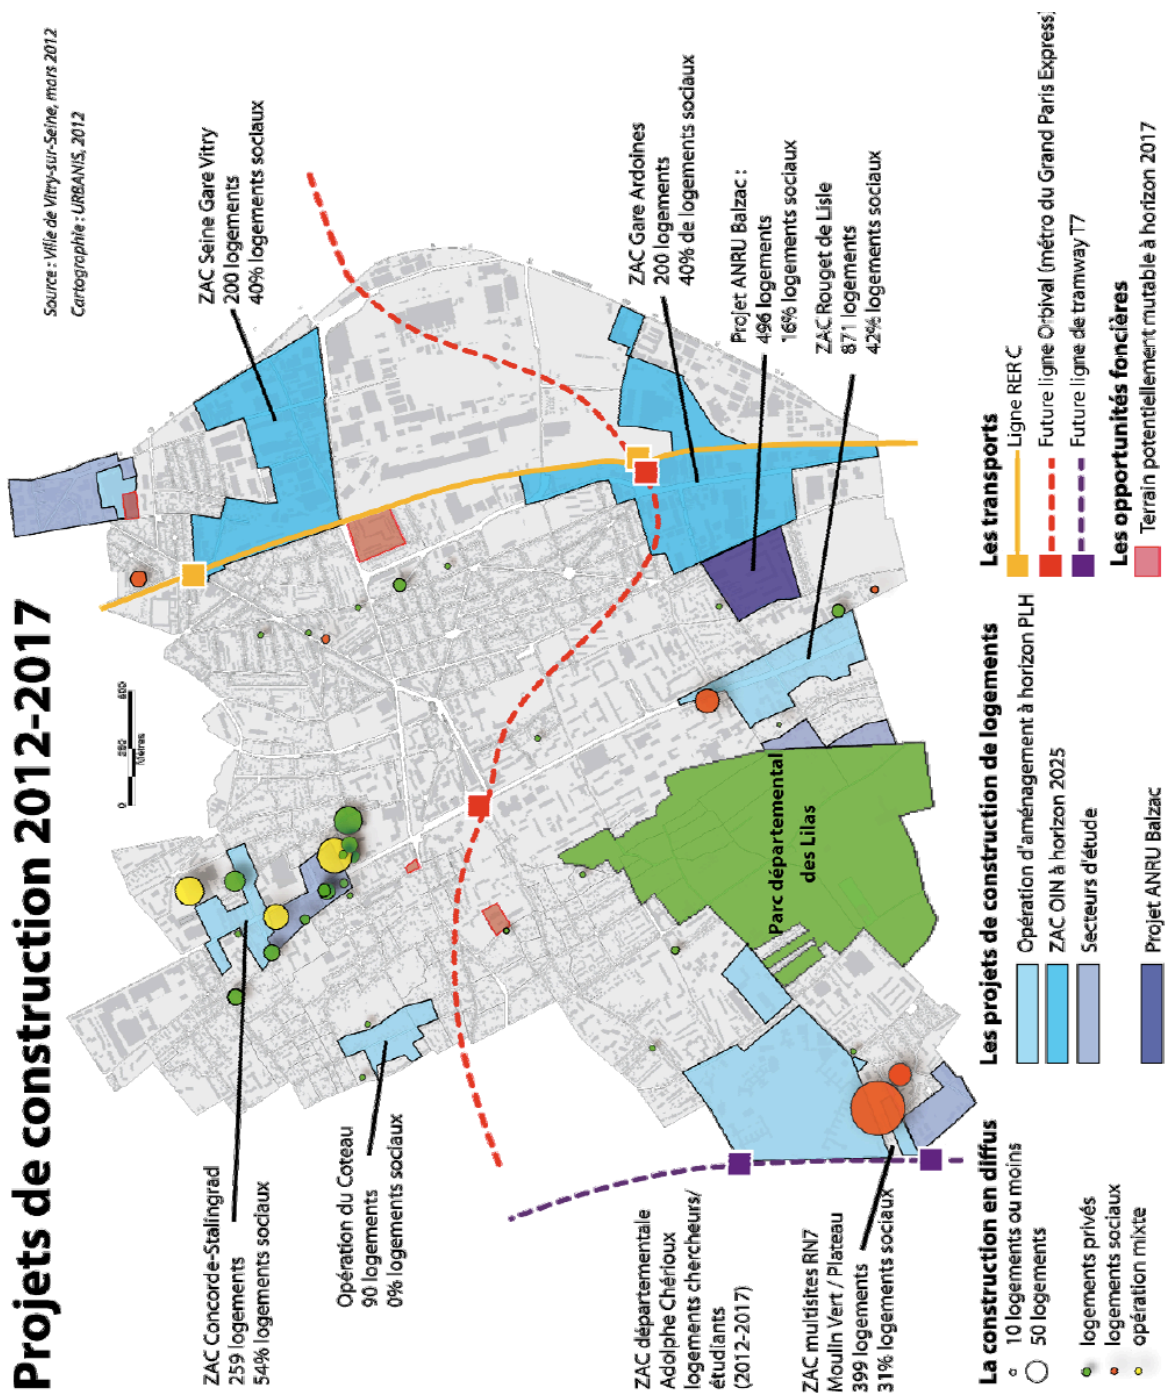 Projets de construction 2012-2017
Source : Ville de Vitry-sur-Seine, mars 2012
Cartographie : URBANIS, 2012
ZAC Concorde-Stalingrad
259 logements
54% logements sociaux
Opération du Coteau
90 logements
0% logements sociaux
ZAC départementale
Adolphe Chérioux
logements chercheurs/
étudiants
(2012-2017)
ZAC multisites RN7
Moulin Vert / Plateau
399 logements
31% logements sociaux
Parc départemental
des Lilas
ZAC Seine Gare Vitry
200 logements
40% logements sociaux
ZAC Gare Ardoines
200 logements
40% de logements sociaux
Projet ANRU Balzac :
496 logements
16% logements sociaux
ZAC Rouget de Lisle
871 logements
42% logements sociaux
0 250 500
La construction en diffus
10 logements ou moins
50 logements
logements privés
logements sociaux
opération mixte
Les projets de construction de logements
Opération d'aménagement à horizon PLH
ZAC OIN à horizon 2025
Secteurs d'étude
Projet ANRU Balzac
Les transports
Ligne RER C
Future ligne Orbival (métro du Grand Paris Express)
Future ligne de tramway T7
Les opportunités foncières
Terrain potentiellement mutable à horizon 2017